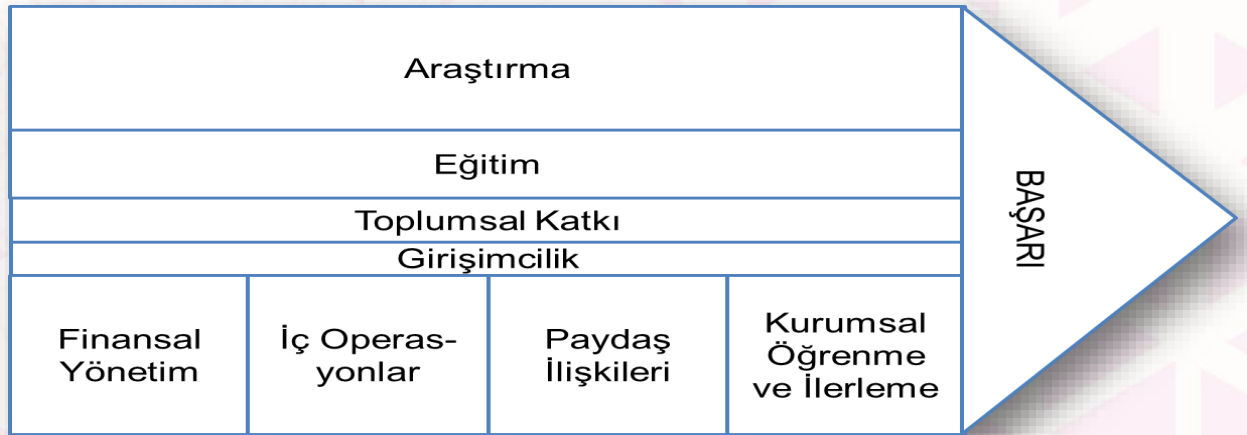 Araştırma
Eğitim
Toplumsal Katkı
Girişimcilik
Finansal
Yönetim
İç Operas-
yonlar
Paydaş
İlişkileri
Kurumsal
Öğrenme
ve İlerleme
BAŞARI